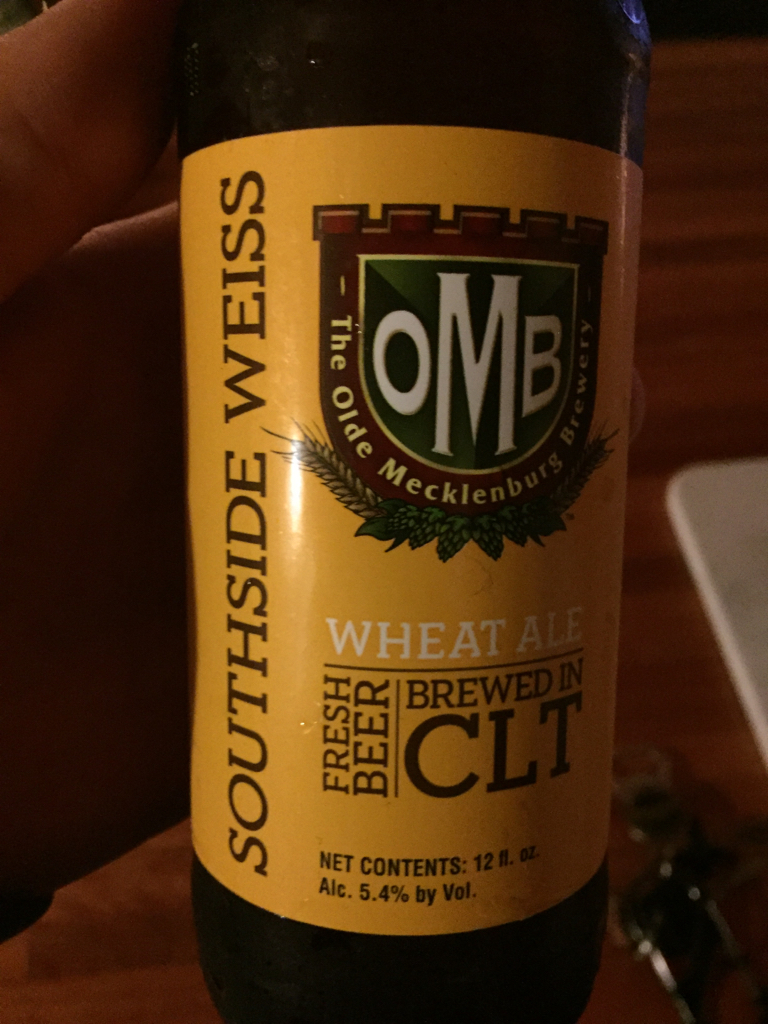 SOUTHSIDE WEISS
OMB
- The Olde Mecklenburg Brewery -
WHEAT ALE
FRESH
BEER
BREWED IN
CLT
NET CONTENTS: 12 fl. oz.
Alc. 5.4% by Vol.